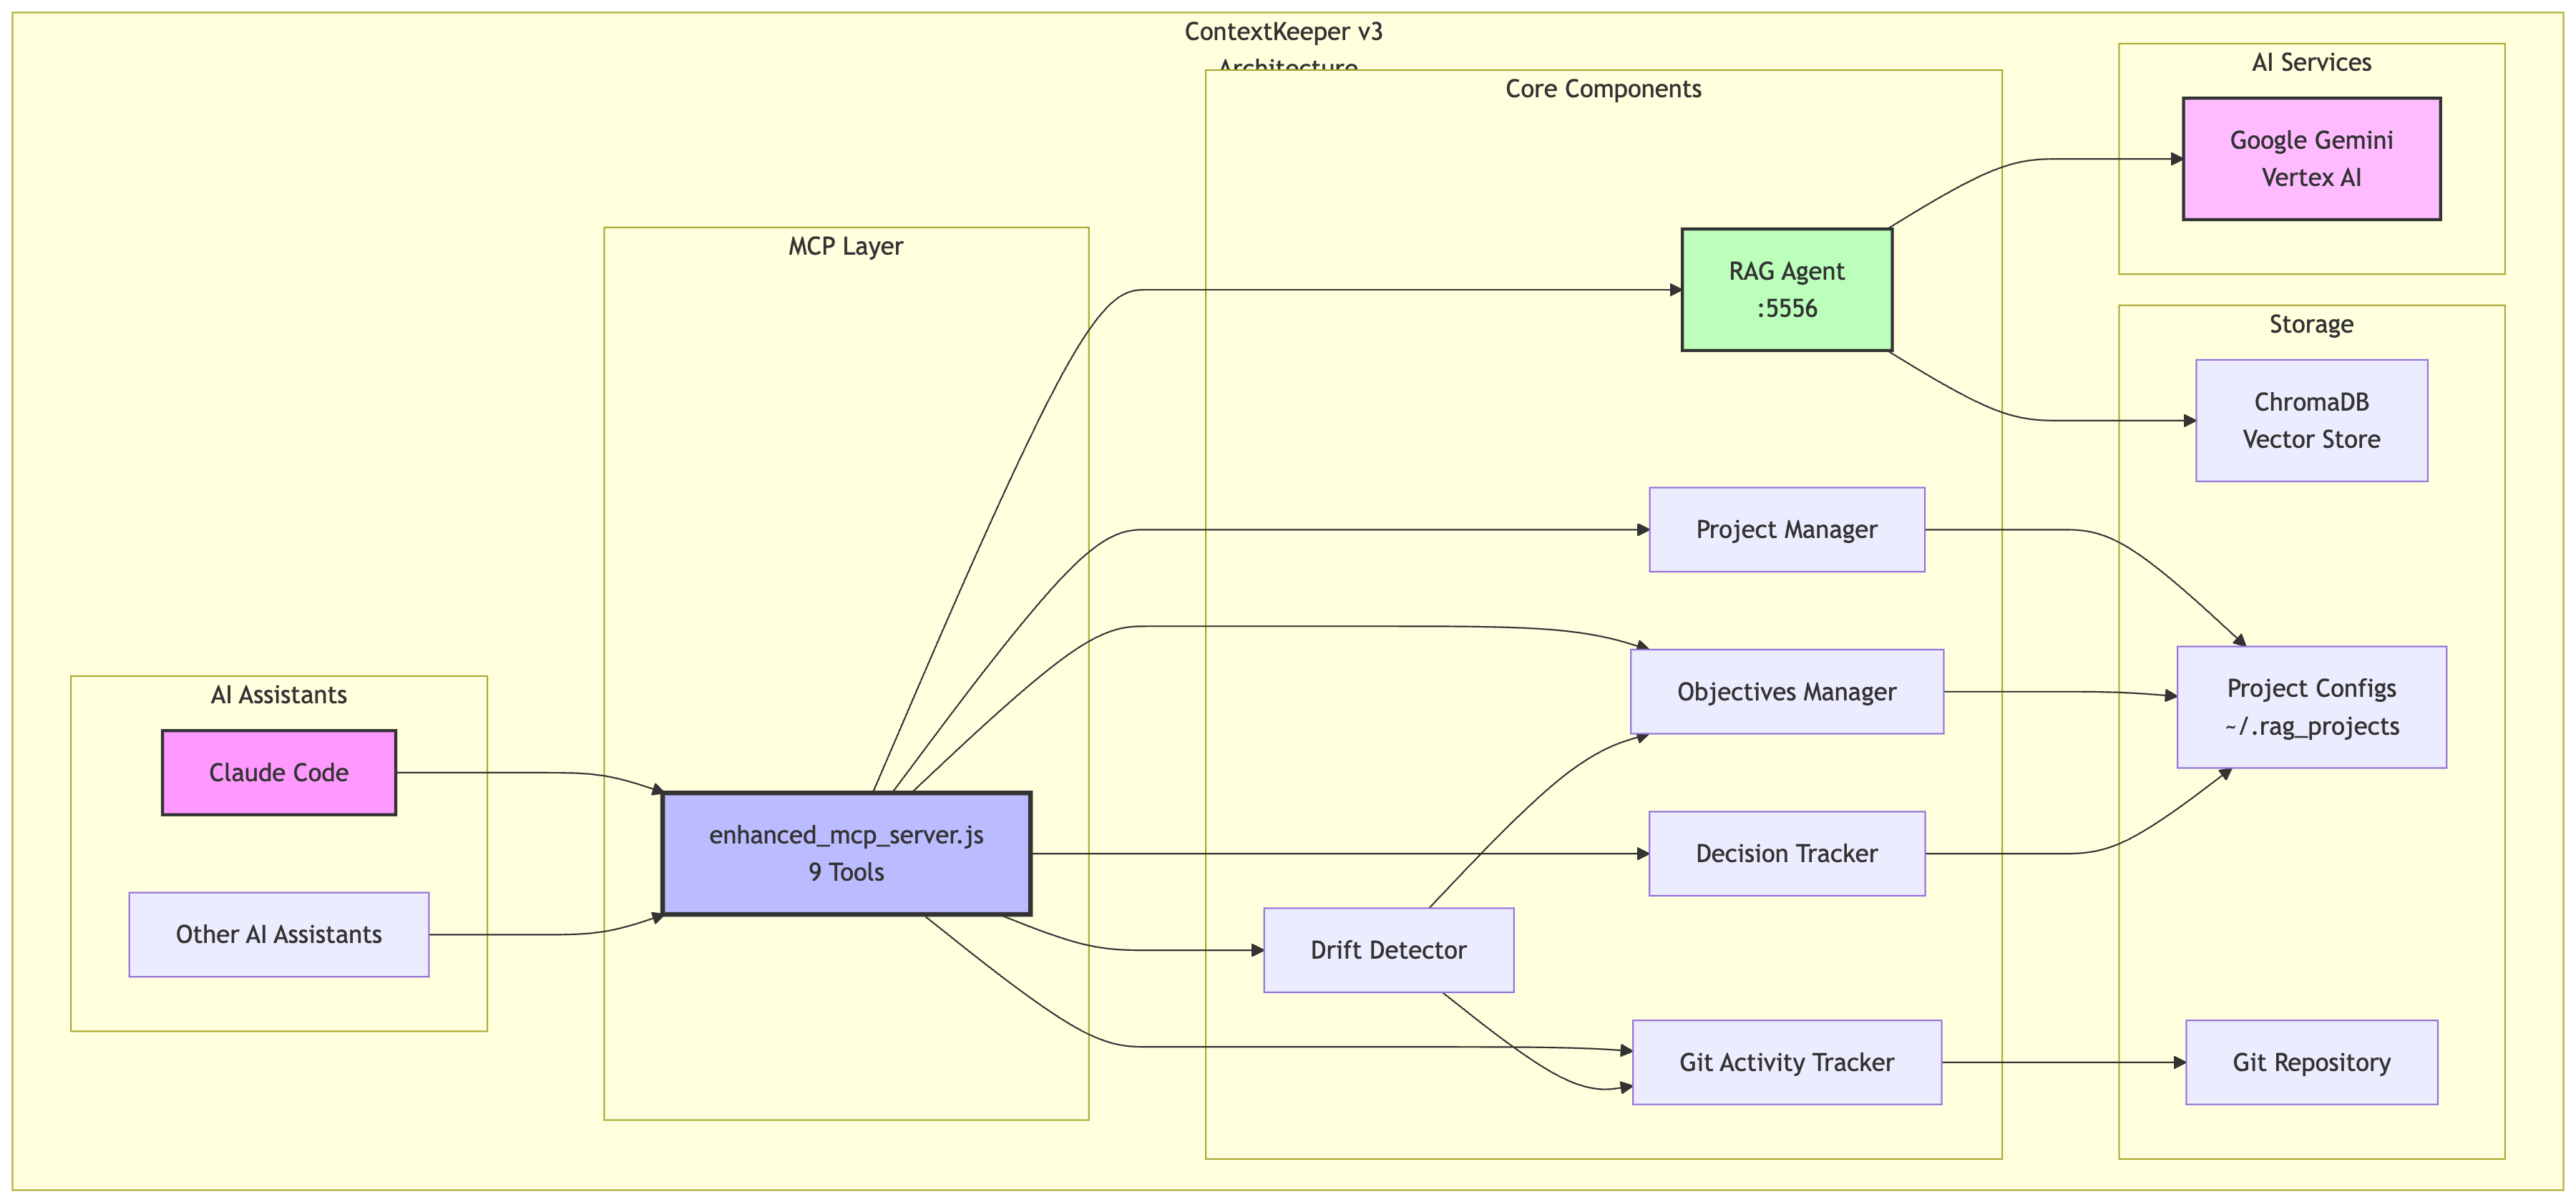 ContextKeeper v3
Architecture
Core Components
AI Services
Google Gemini
Vertex AI
MCP Layer
RAG Agent
:5556
Storage
ChromaDB
Vector Store
Project Manager
AI Assistants
Objectives Manager
Project Configs
~/.rag_projects
Claude Code
enhanced_mcp_server.js
9 Tools
Decision Tracker
Other AI Assistants
Drift Detector
Git Activity Tracker
Git Repository